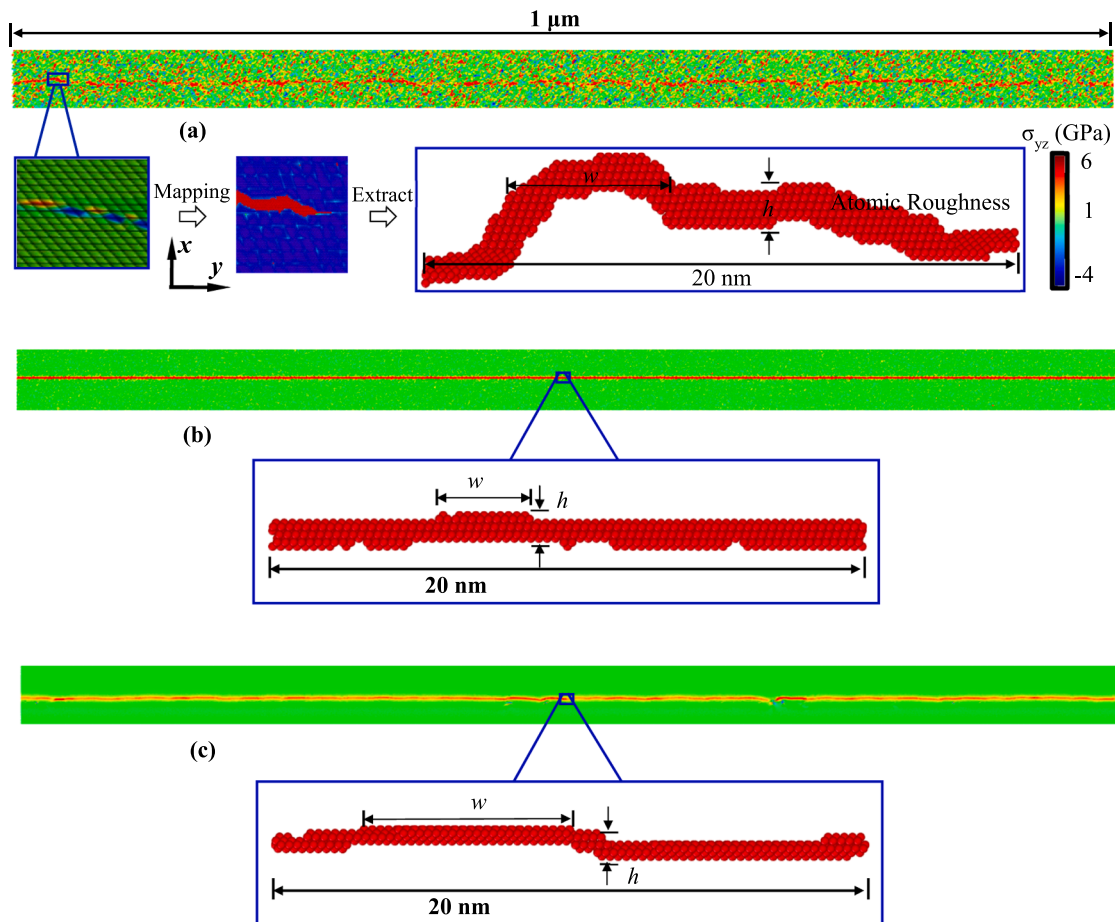 1 μm
(a)
σyz (GPa)
6
1
-4
Mapping
Extract
x
y
w
h
Atomic Roughness
20 nm
(b)
w
h
20 nm
(c)
w
h
20 nm